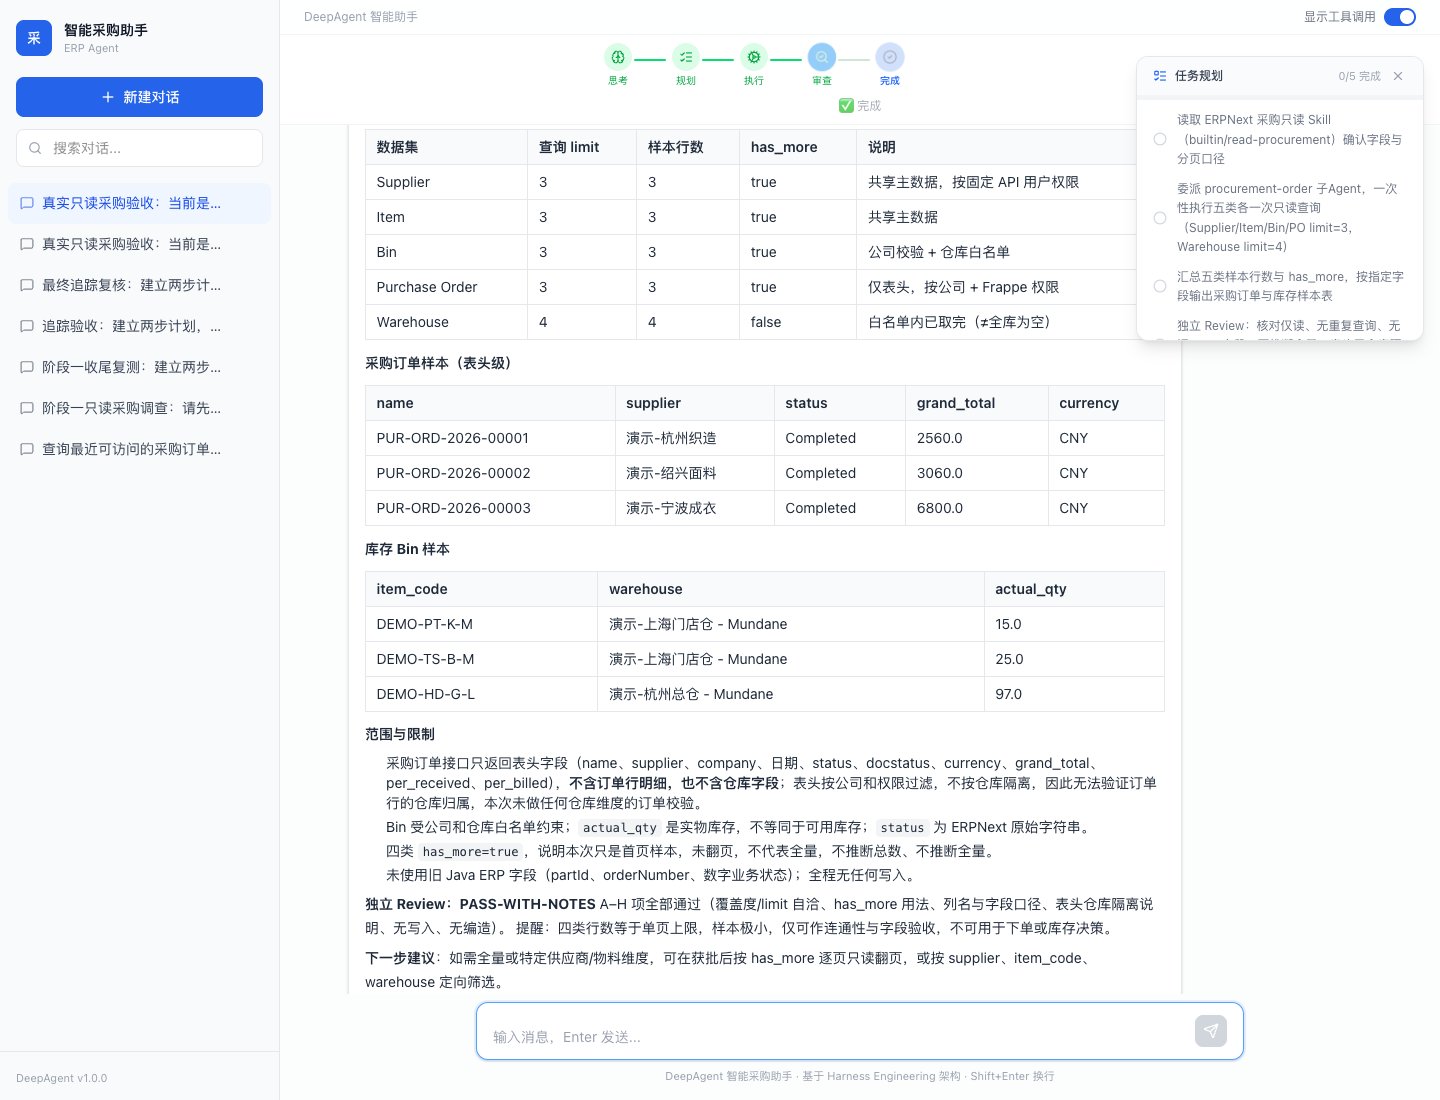 采
智能采购助手
ERP Agent
新建对话
搜索对话...
真实只读采购验收：当前是...
真实只读采购验收：当前是...
最终追踪复核：建立两步计...
追踪验收：建立两步计划，...
阶段一收尾复测：建立两步...
阶段一只读采购调查：请先...
查询最近可访问的采购订单...
DeepAgent v1.0.0
DeepAgent 智能助手
显示工具调用
思考 规划 执行 审查 完成
✅ 完成
任务规划 0/5 完成
读取 ERPNext 采购只读 Skill
（builtin/read-procurement）确认字段与
分页口径
委派 procurement-order 子Agent，一次
性执行五类各一次只读查询
（Supplier/Item/Bin/PO limit=3，
Warehouse limit=4）
汇总五类样本行数与 has_more，按指定字
段输出采购订单与库存样本表
独立 Review：核对仅读、无重复查询、无
数据集 查询 limit 样本行数 has_more 说明
Supplier 3 3 true 共享主数据，按固定 API 用户权限
Item 3 3 true 共享主数据
Bin 3 3 true 公司校验 + 仓库白名单
Purchase Order 3 3 true 仅表头，按公司 + Frappe 权限
Warehouse 4 4 false 白名单内已取完（≠全库为空）
采购订单样本（表头级）
name supplier status grand_total currency
PUR-ORD-2026-00001 演示-杭州织造 Completed 2560.0 CNY
PUR-ORD-2026-00002 演示-绍兴面料 Completed 3060.0 CNY
PUR-ORD-2026-00003 演示-宁波成衣 Completed 6800.0 CNY
库存 Bin 样本
item_code warehouse actual_qty
DEMO-PT-K-M 演示-上海门店仓 - Mundane 15.0
DEMO-TS-B-M 演示-上海门店仓 - Mundane 25.0
DEMO-HD-G-L 演示-杭州总仓 - Mundane 97.0
范围与限制
采购订单接口只返回表头字段（name、supplier、company、日期、status、docstatus、currency、grand_total、
per_received、per_billed），不含订单行明细，也不含仓库字段；表头按公司和权限过滤，不按仓库隔离，因此无法验证订单
行的仓库归属，本次未做任何仓库维度的订单校验。
Bin 受公司和仓库白名单约束；actual_qty 是实物库存，不等同于可用库存；status 为 ERPNext 原始字符串。
四类 has_more=true，说明本次只是首页样本，未翻页，不代表全量，不推断总数、不推断全量。
未使用旧 Java ERP 字段（partId、orderNumber、数字业务状态）；全程无任何写入。
独立 Review：PASS-WITH-NOTES A–H 项全部通过（覆盖度/limit 自洽、has_more 用法、列名与字段口径、表头仓库隔离说
明、无写入、无编造）。 提醒：四类行数等于单页上限，样本极小，仅可作连通性与字段验收，不可用于下单或库存决策。
下一步建议：如需全量或特定供应商/物料维度，可在获批后按 has_more 逐页只读翻页，或按 supplier、item_code、
warehouse 定向筛选。
输入消息，Enter 发送...
DeepAgent 智能采购助手 · 基于 Harness Engineering 架构 · Shift+Enter 换行